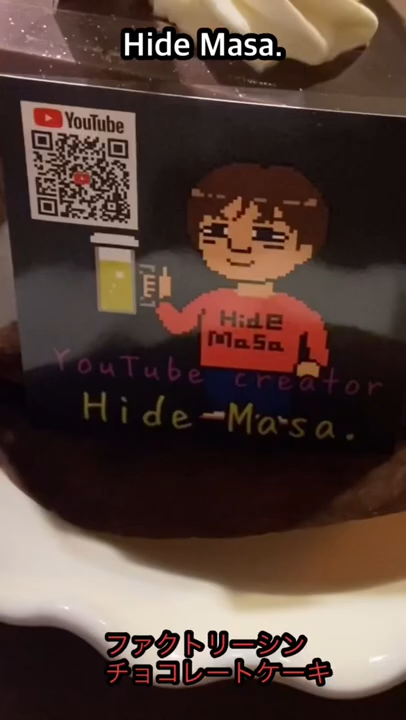 Hide Masa.
YouTube
Hide
Masa
YouTube creator
Hide-Masa.
ファクトリーシン
チョコレートケーキ